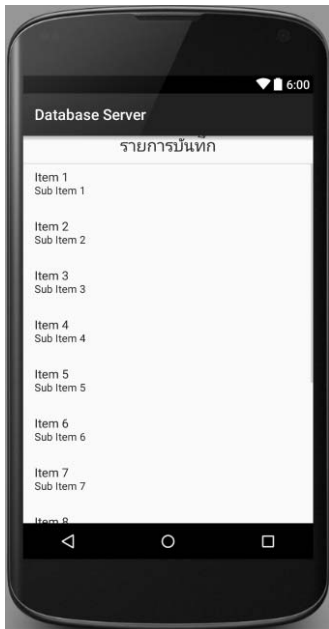 6:00
Database Server
รายการบันทึก
Item 1
Sub Item 1
Item 2
Sub Item 2
Item 3
Sub Item 3
Item 4
Sub Item 4
Item 5
Sub Item 5
Item 6
Sub Item 6
Item 7
Sub Item 7
Item 8